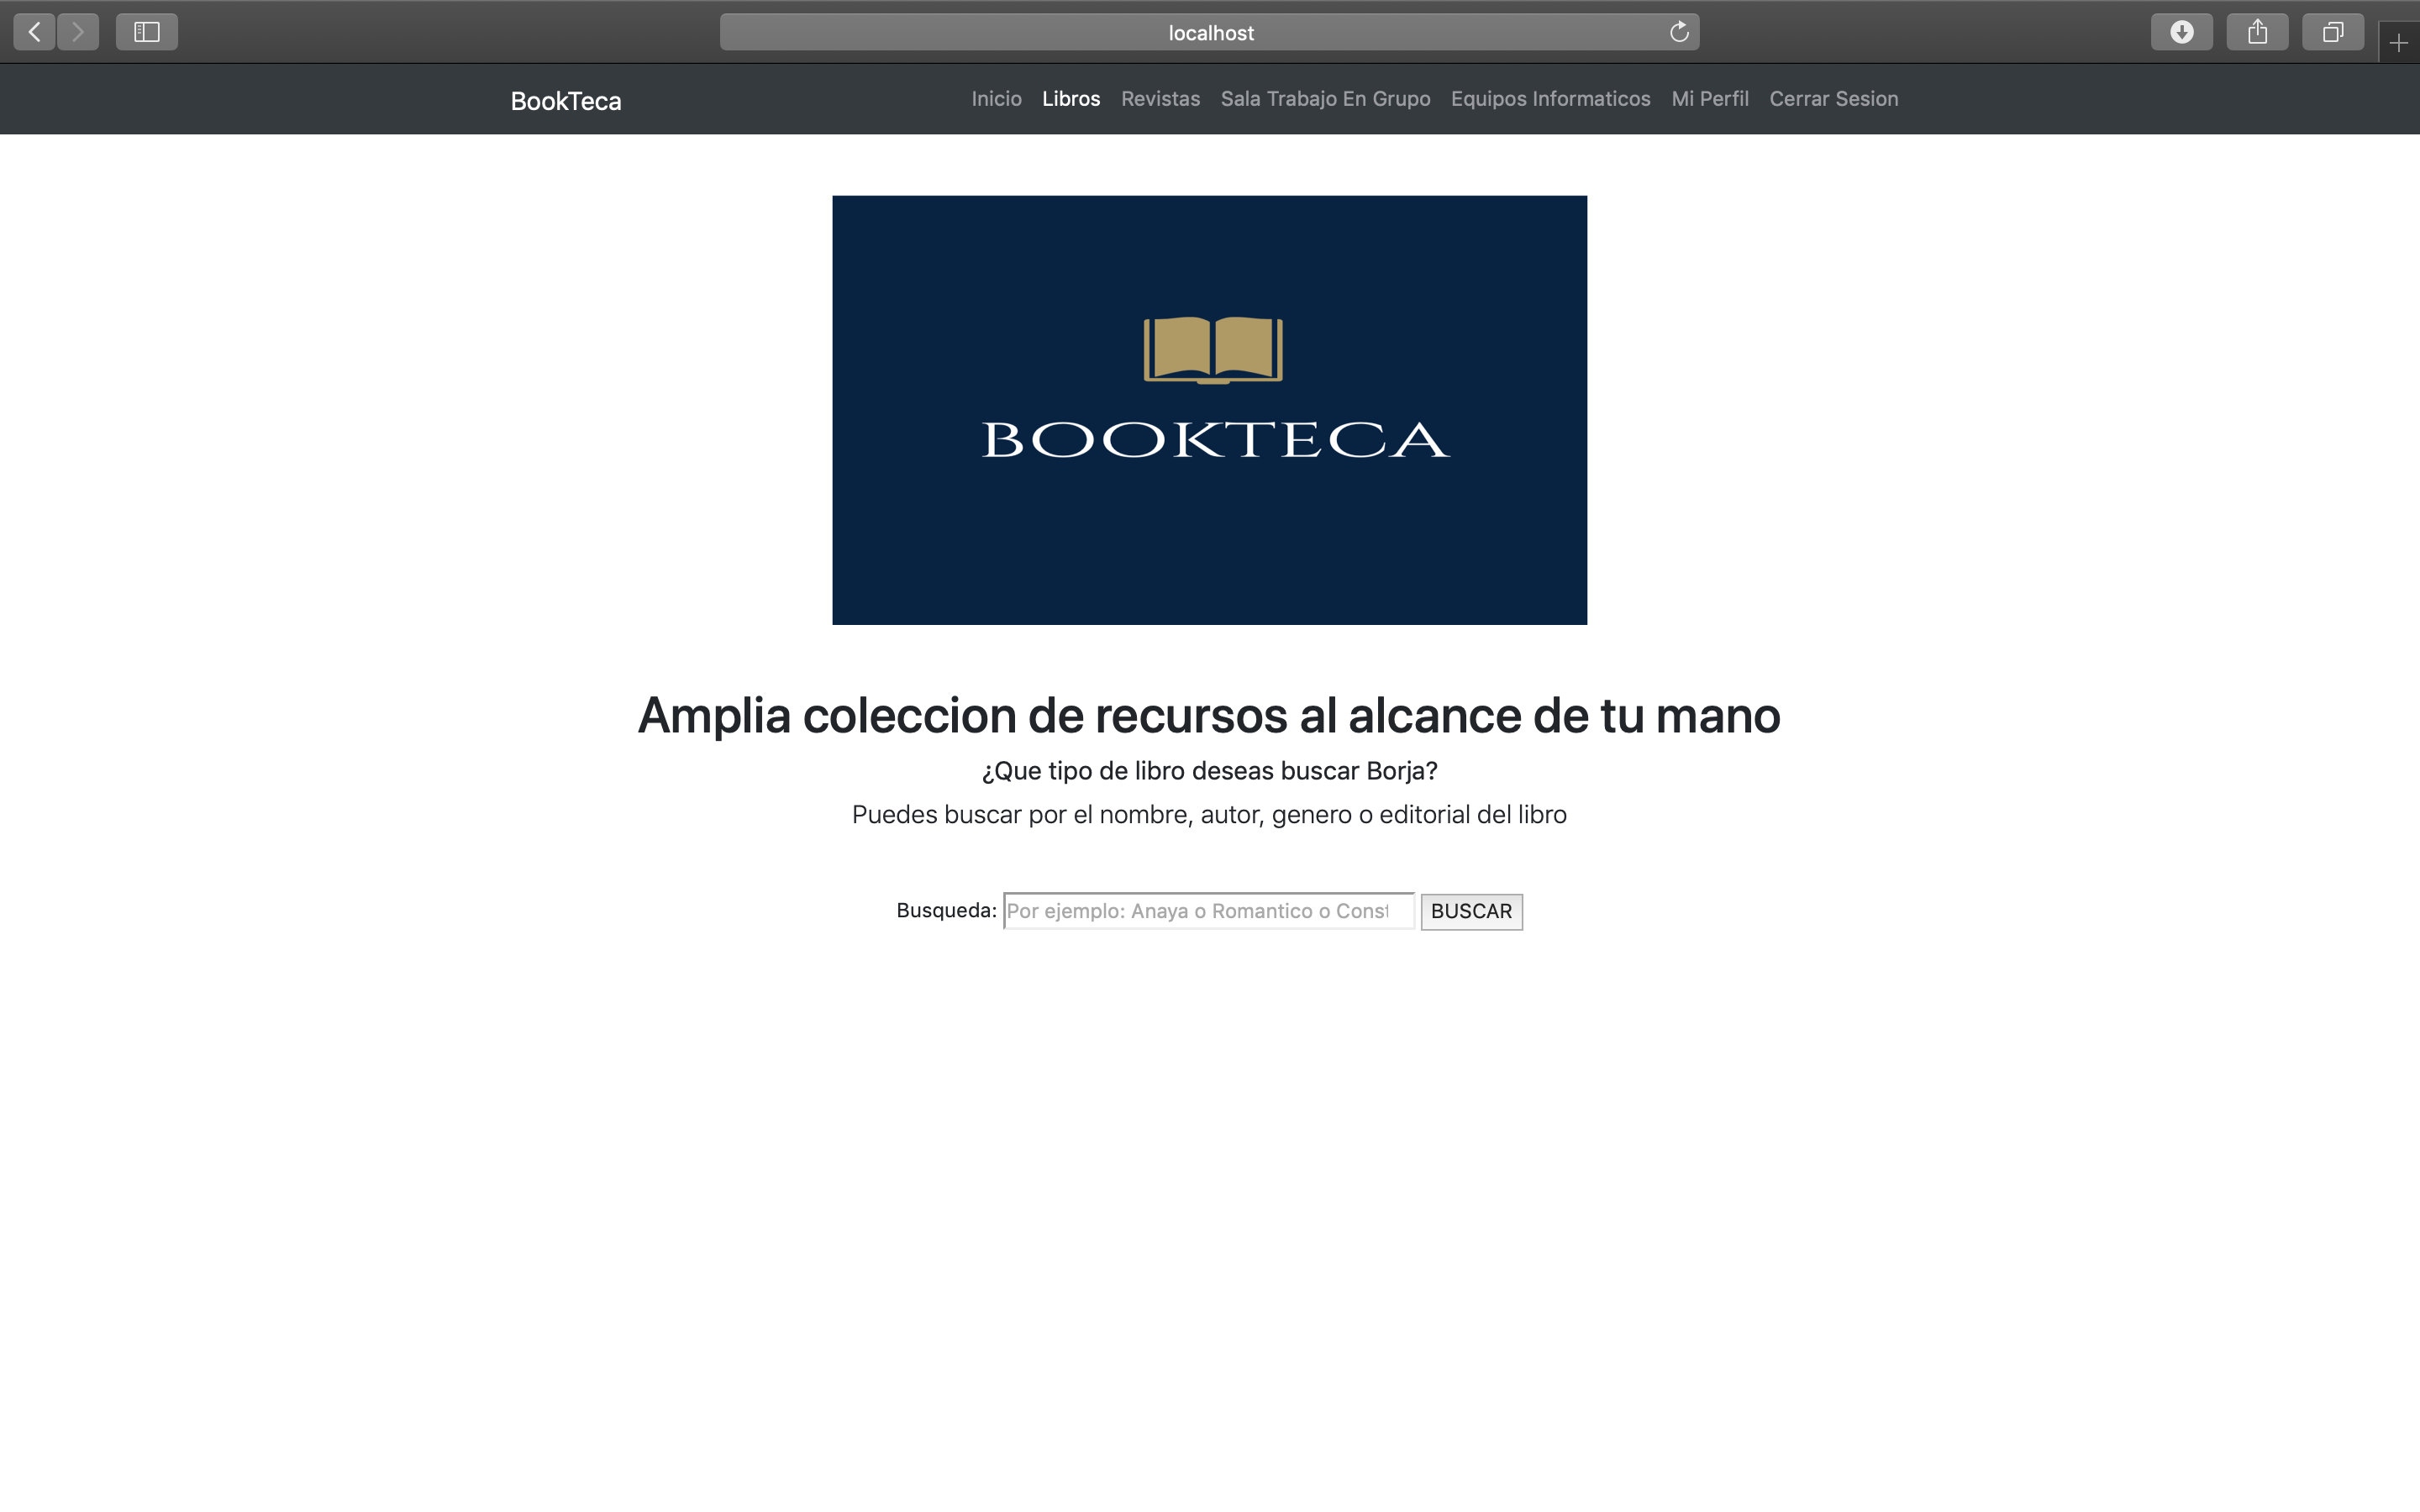 localhost
BookTeca Inicio Libros Revistas Sala Trabajo En Grupo Equipos Informaticos Mi Perfil Cerrar Sesion
BOOKTECA
Amplia coleccion de recursos al alcance de tu mano
¿Que tipo de libro deseas buscar Borja?
Puedes buscar por el nombre, autor, genero o editorial del libro
Busqueda: Por ejemplo: Anaya o Romantico o Const BUSCAR